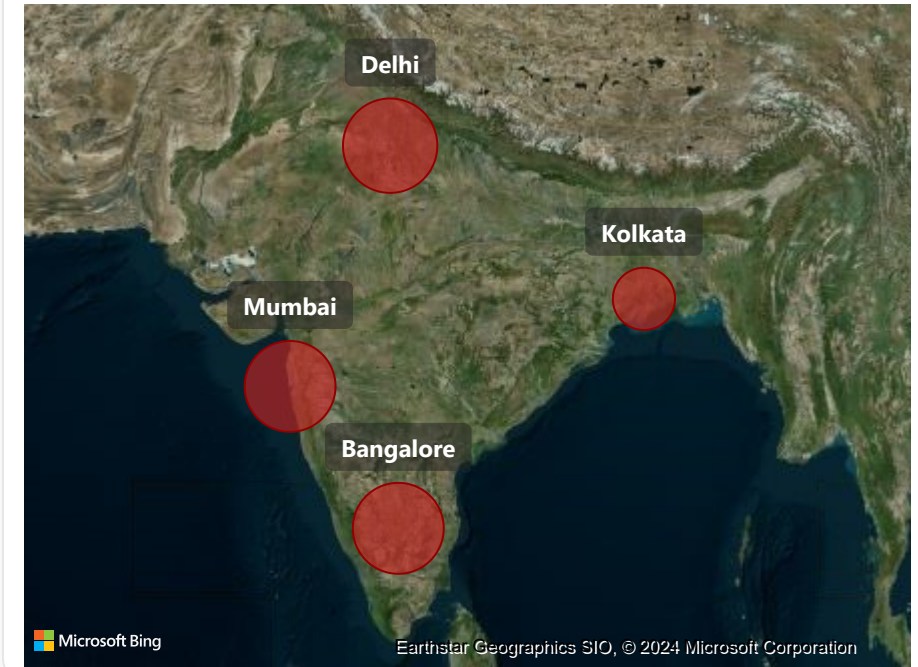 Delhi
Kolkata
Mumbai
Bangalore
Microsoft Bing
Earthstar Geographics SIO, © 2024 Microsoft Corporation